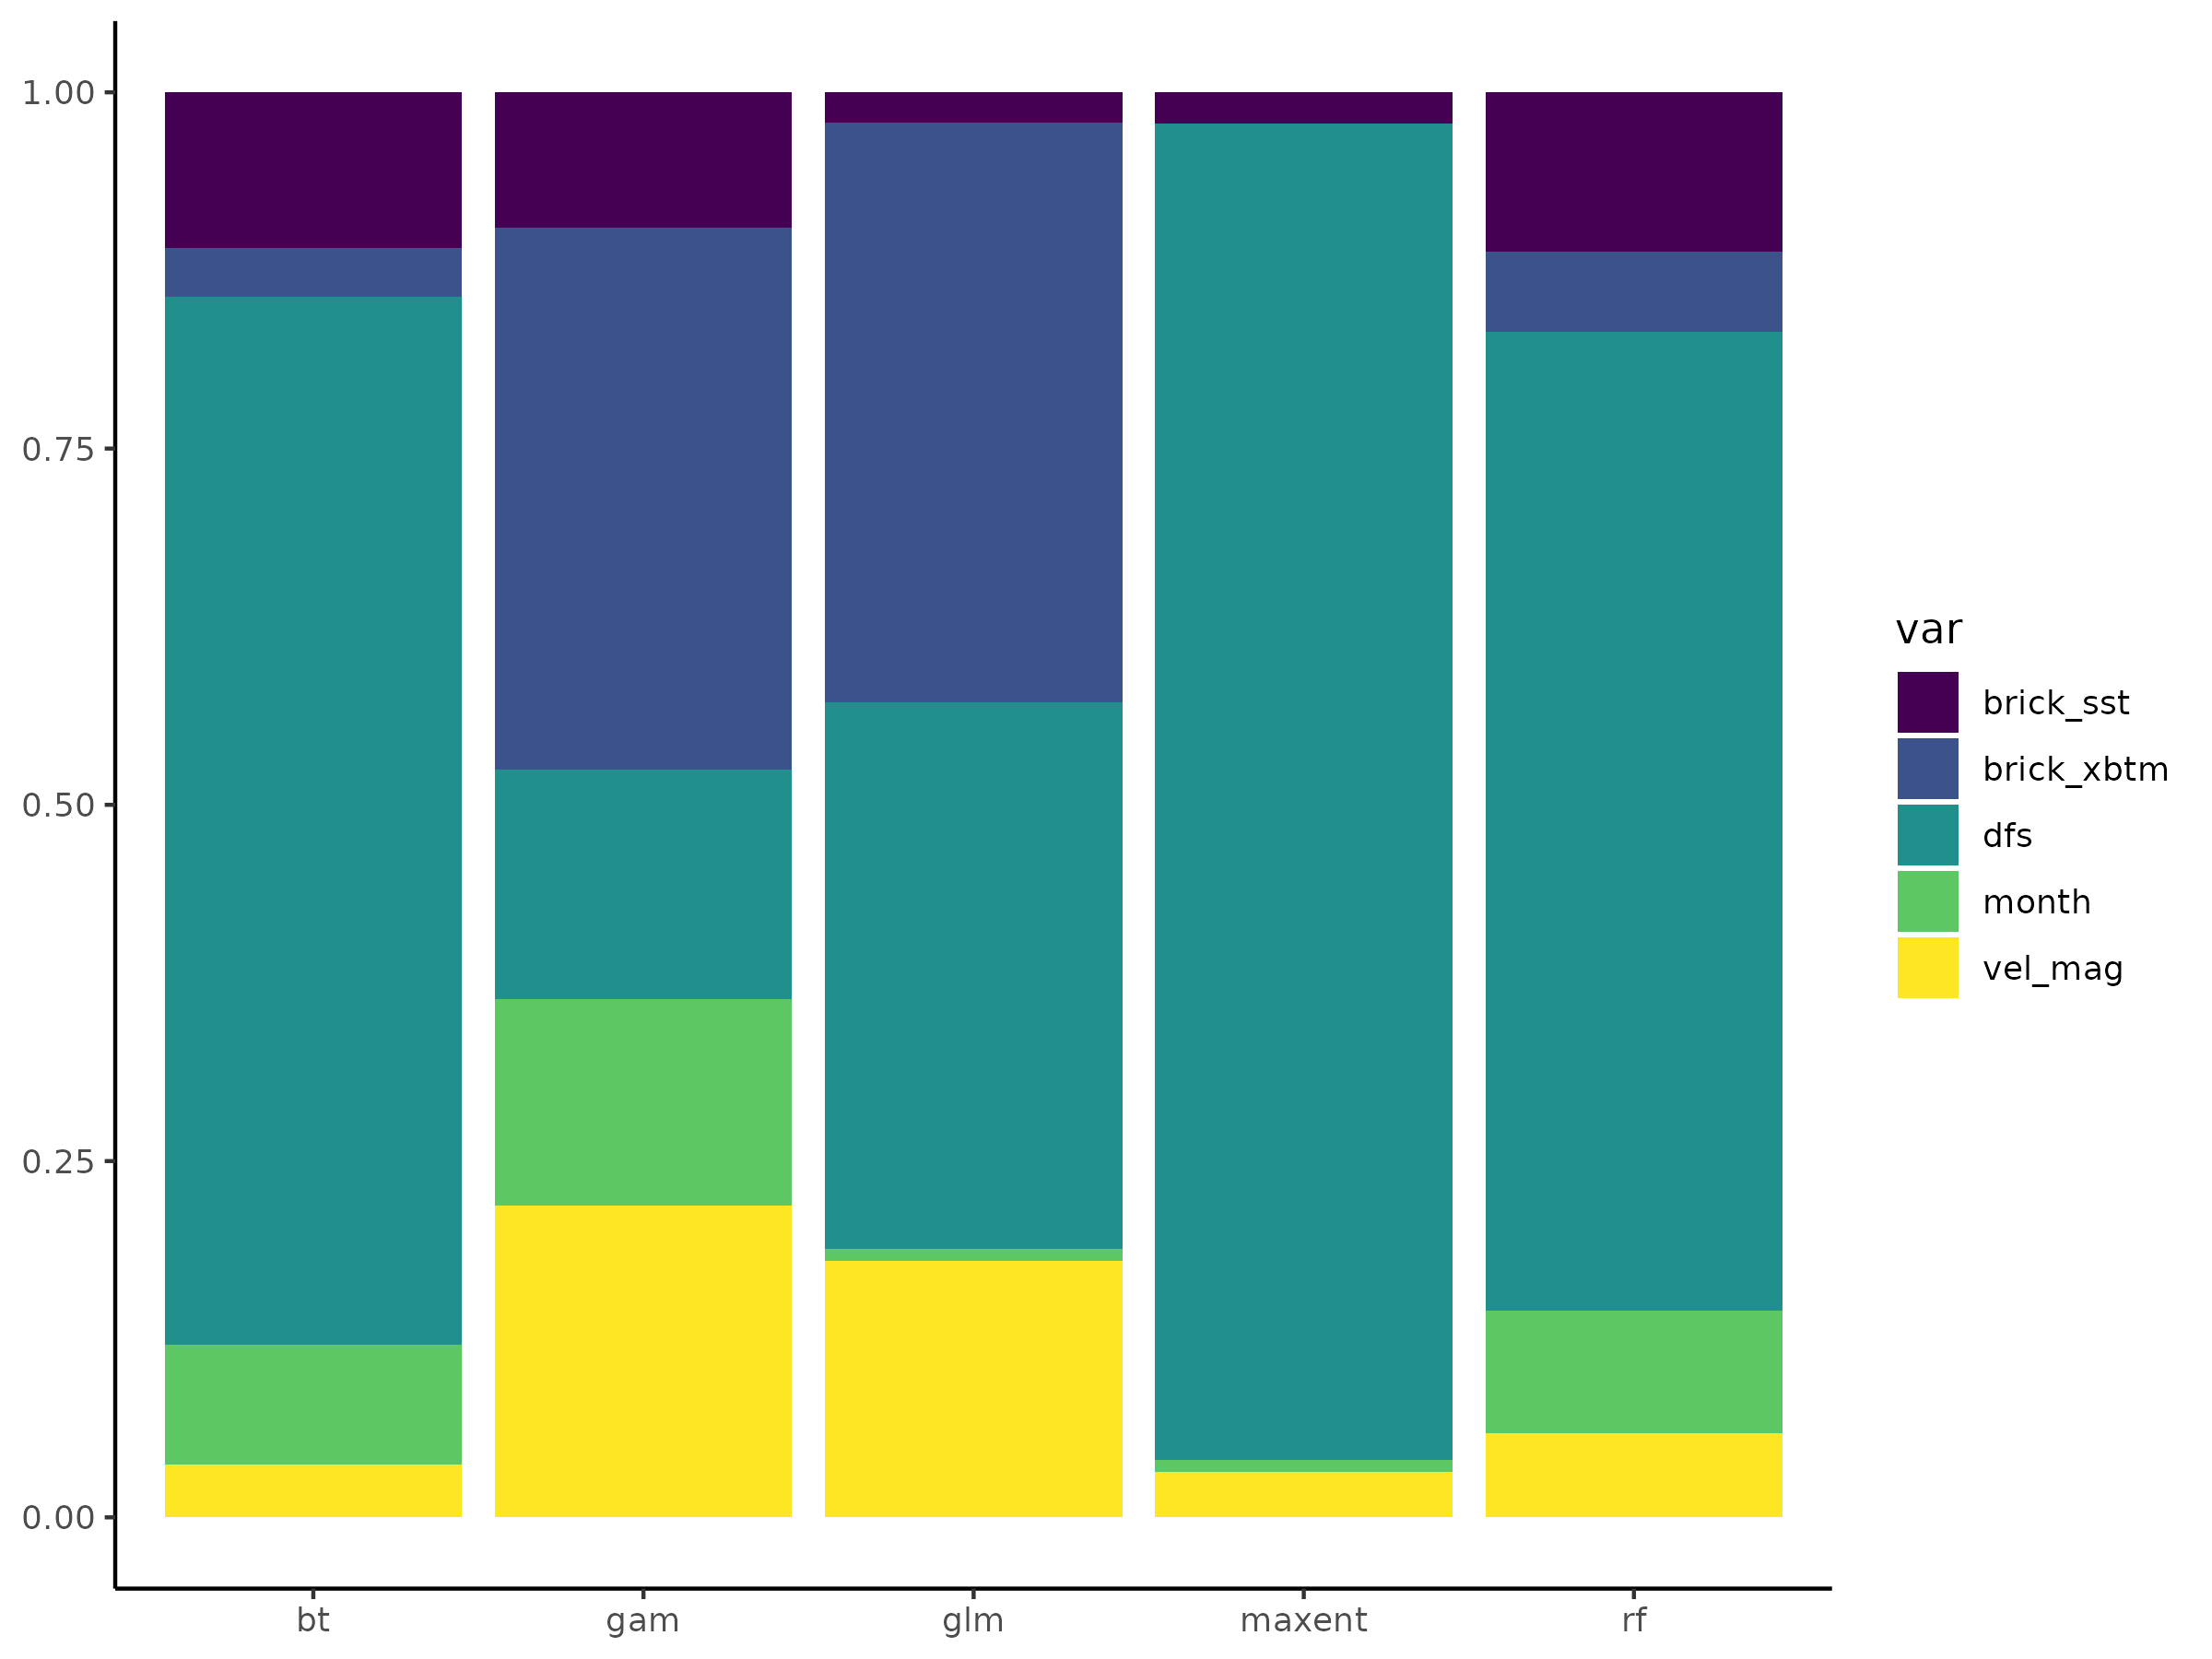 1.00
0.75
0.50
0.25
0.00
bt gam glm maxent rf
var
brick_sst
brick_xbtm
dfs
month
vel_mag